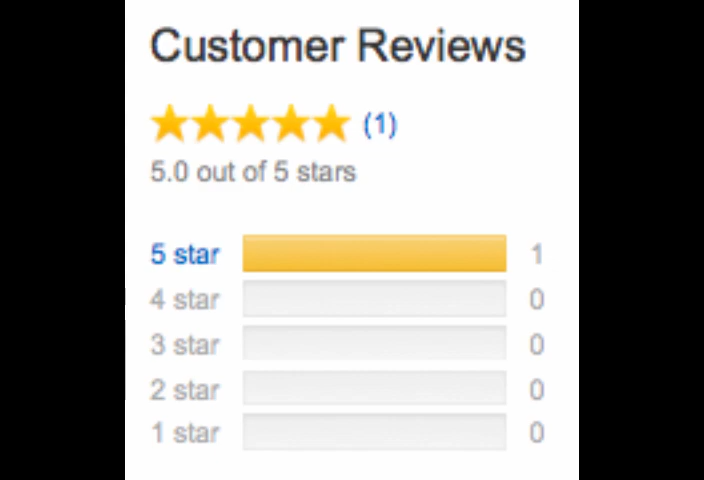 Customer Reviews
(1)
5.0 out of 5 stars
5 star 1
4 star 0
3 star 0
2 star 0
1 star 0